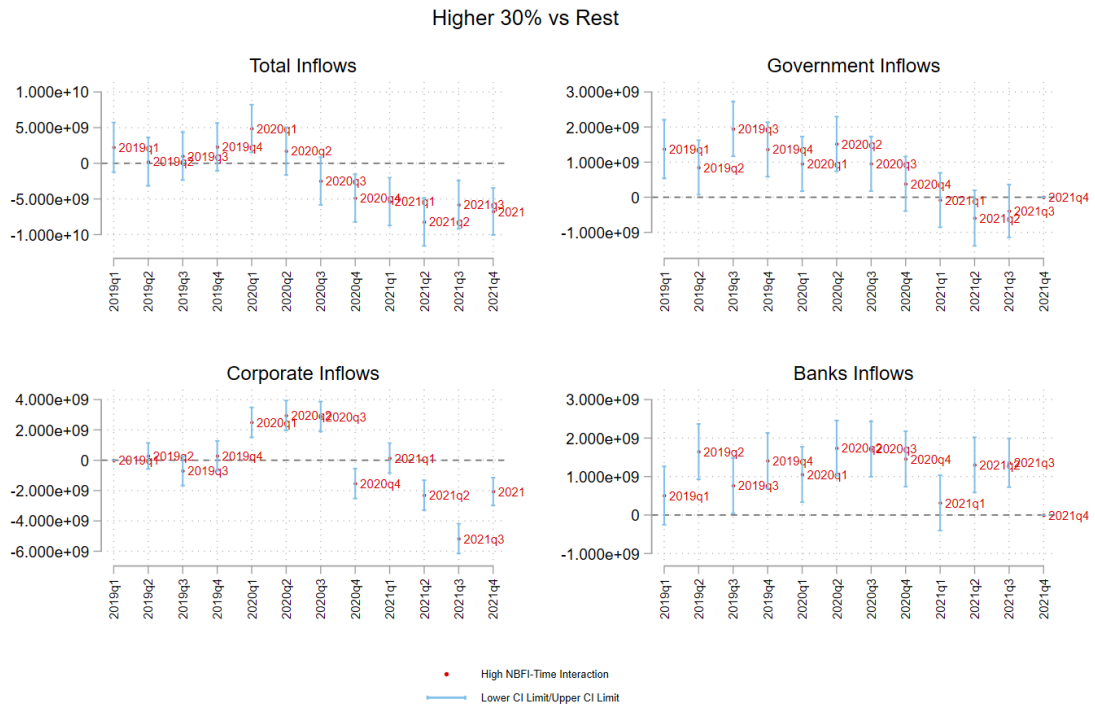 Higher 30% vs Rest
Total Inflows
1.000e+10
5.000e+09
0
-5.000e+09
-1.000e+10
2019q1
2019q2
2019q3
2019q4
2020q1
2020q2
2020q3
2020q4
2021q1
2021q2
2021q3
2021
2019q1
2019q2
2019q3
2019q4
2020q1
2020q2
2020q3
2020q4
2021q1
2021q2
2021q3
2021q4
Government Inflows
3.000e+09
2.000e+09
1.000e+09
0
-1.000e+09
2019q1
2019q2
2019q3
2019q4
2020q1
2020q2
2020q3
2020q4
2021q1
2021q2
2021q3
2021q4
2019q1
2019q2
2019q3
2019q4
2020q1
2020q2
2020q3
2020q4
2021q1
2021q2
2021q3
2021q4
Corporate Inflows
4.000e+09
2.000e+09
0
-2.000e+09
-4.000e+09
-6.000e+09
2019q1
2019q2
2019q3
2019q4
2020q1
2020q2
2020q3
2020q4
2021q1
2021q2
2021q3
2021
2019q1
2019q2
2019q3
2019q4
2020q1
2020q2
2020q3
2020q4
2021q1
2021q2
2021q3
2021q4
Banks Inflows
3.000e+09
2.000e+09
1.000e+09
0
-1.000e+09
2019q1
2019q2
2019q3
2019q4
2020q1
2020q2
2020q3
2020q4
2021q1
2021q2
2021q3
2021q4
2019q1
2019q2
2019q3
2019q4
2020q1
2020q2
2020q3
2020q4
2021q1
2021q2
2021q3
2021q4
High NBFI-Time Interaction
Lower CI Limit/Upper CI Limit